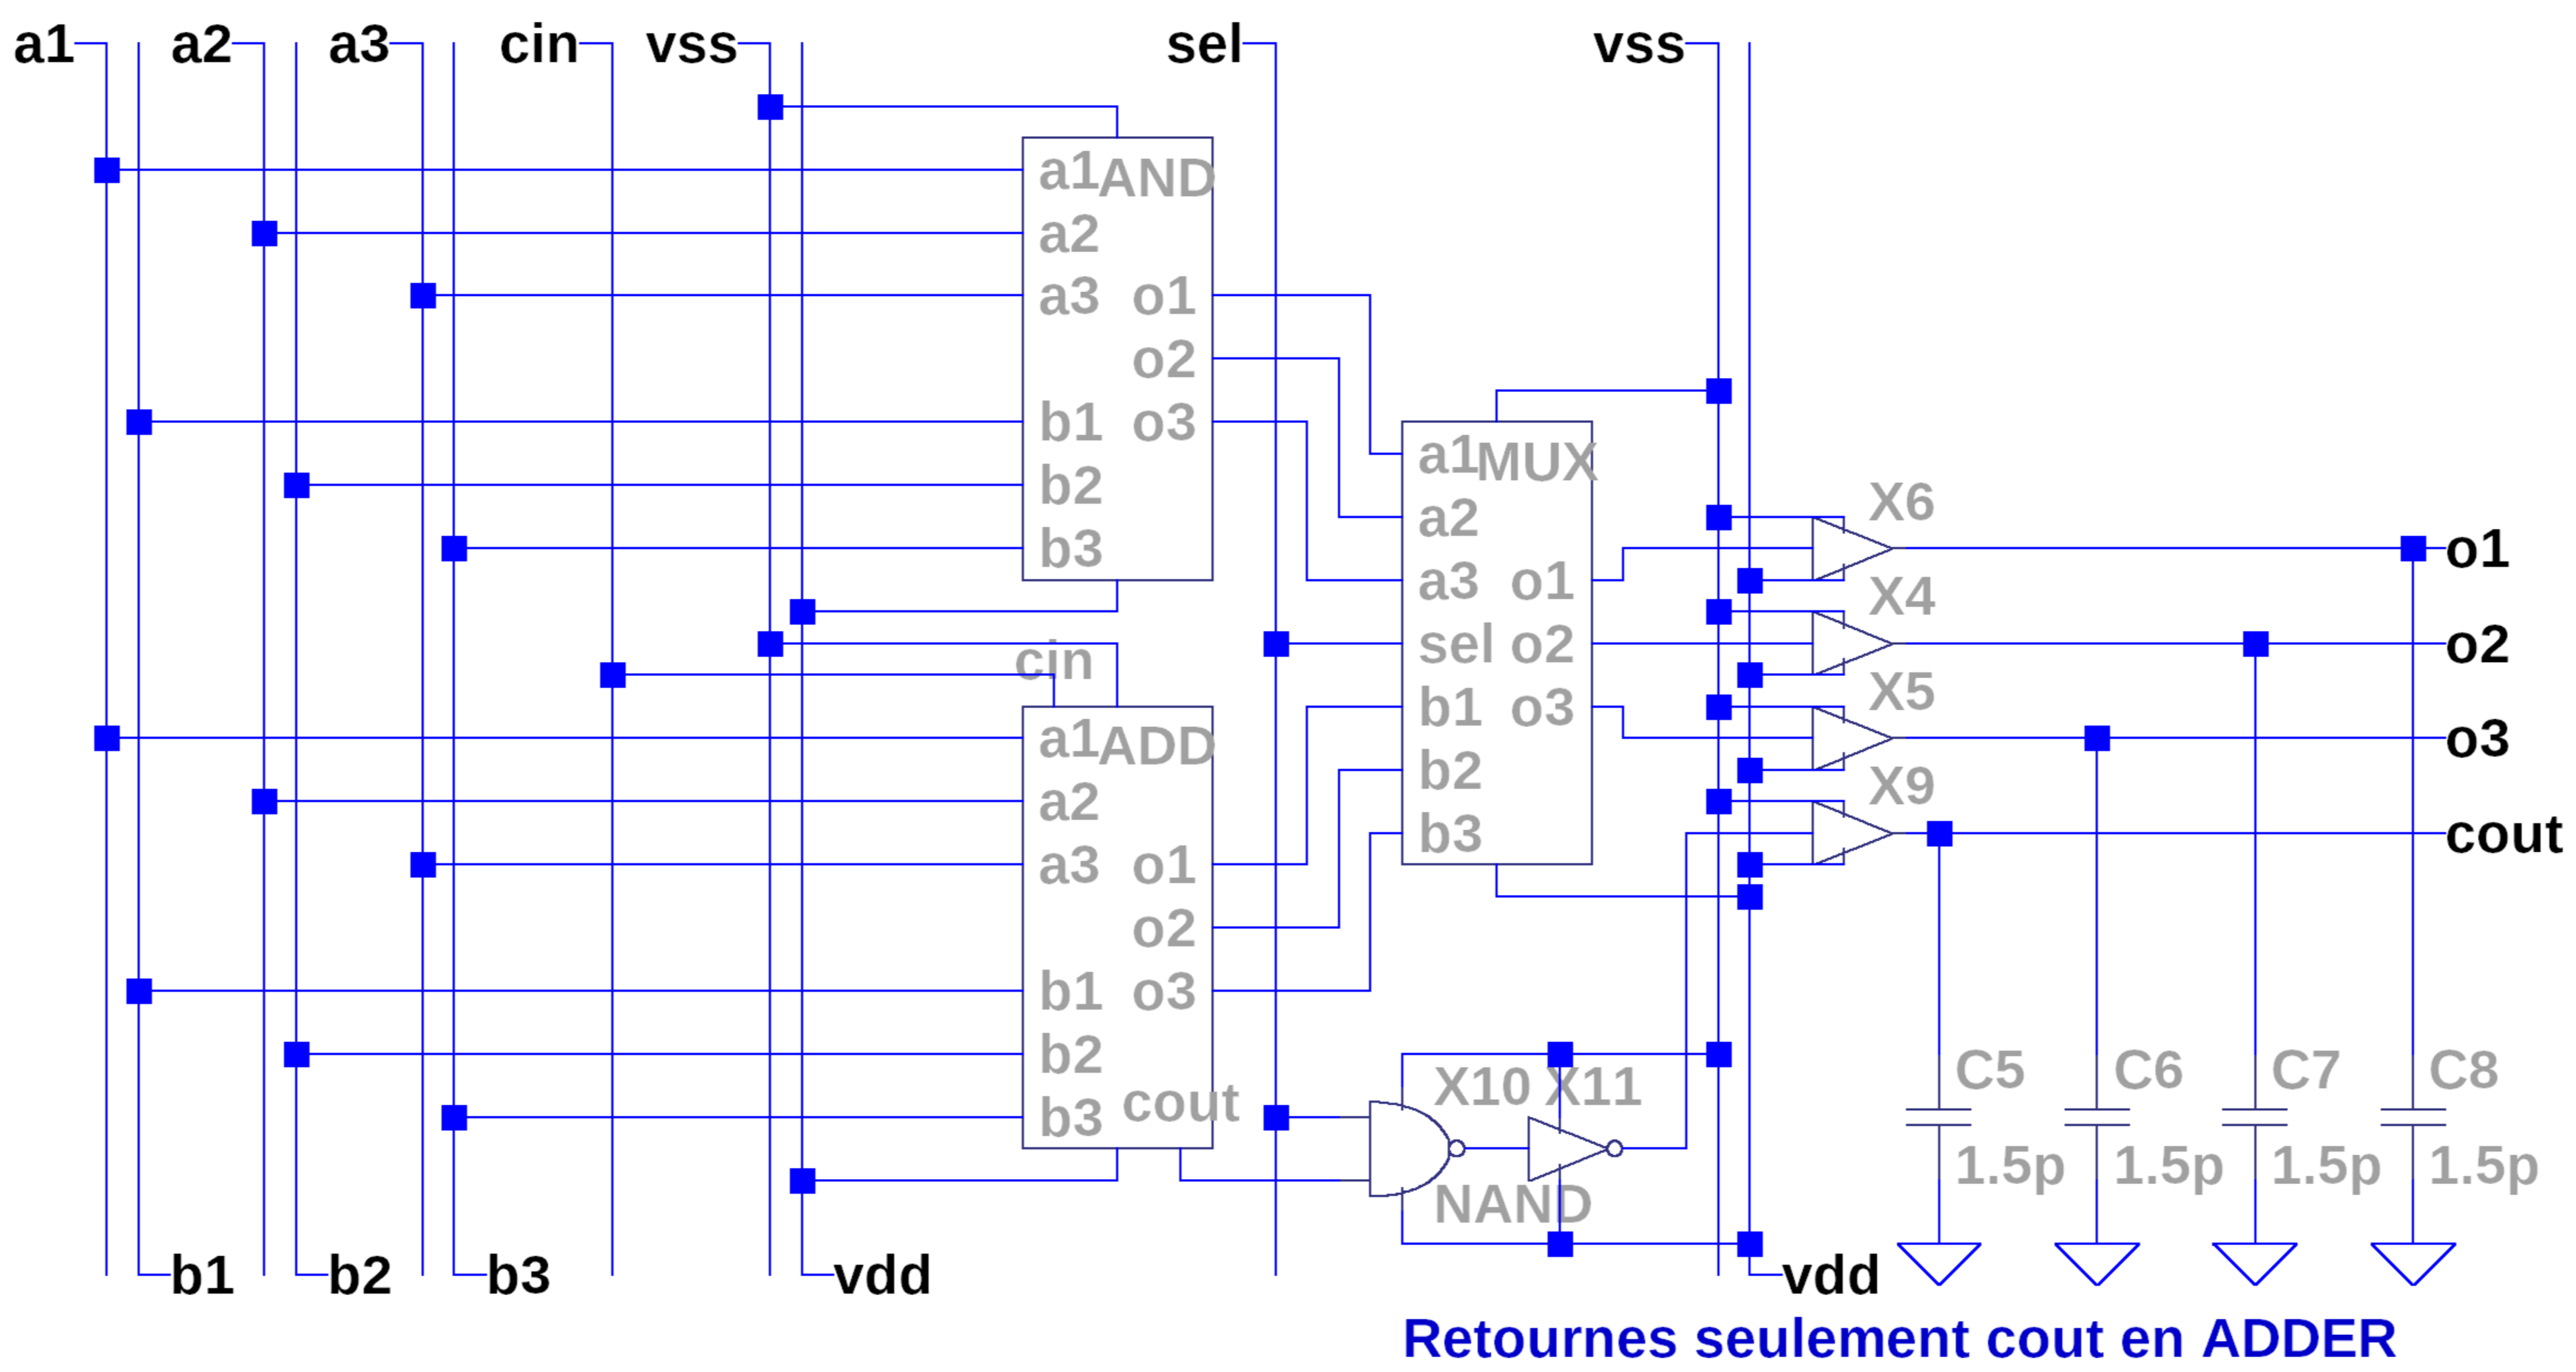 a1 a2 a3 cin vss sel vss
a1 AND
a2
a3 o1
o2
b1 o3
b2
b3
a1 MUX
a2
a3 o1
sel o2
b1 o3
b2
b3
X6
o1
X4
o2
X5
o3
X9
cout
cin
a1 ADD
a2
a3 o1
o2
b1 o3
b2
b3 cout
X10 X11
NAND
C5 C6 C7 C8
1.5p 1.5p 1.5p 1.5p
b1 b2 b3 vdd vdd
Retournes seulement cout en ADDER